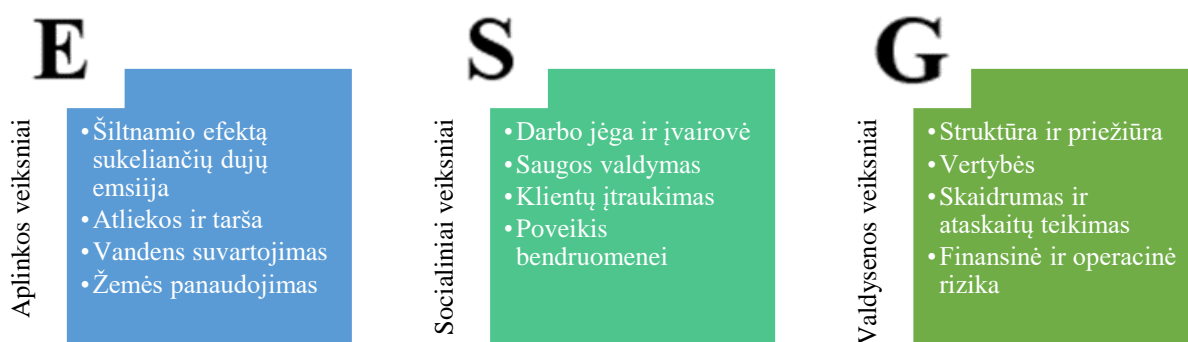 E
Aplinkos veiksniai
•Šiltnamio efektą
sukeliančių dujų
emsiija
•Atliekos ir tarša
•Vandens suvartojimas
•Žemės panaudojimas
S
Socialiniai veiksniai
•Darbo jėga ir įvairovė
•Saugos valdymas
•Klientų įtraukimas
•Poveikis
bendruomenei
G
Valdysenos veiksniai
•Struktūra ir priežiūra
•Vertybės
•Skaidrumas ir
ataskaitų teikimas
•Finansinė ir operacinė
rizika